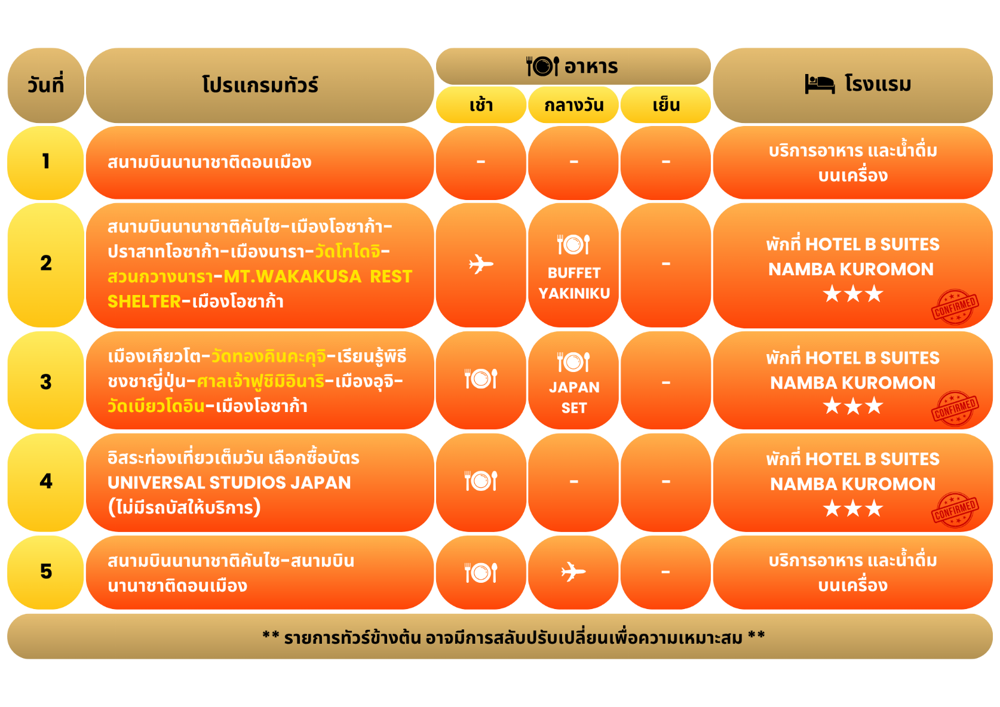 วันที่
โปรแกรมทัวร์
อาหาร
เช้า
กลางวัน
เย็น
โรงแรม
1
สนามบินนานาชาติดอนเมือง
-
-
-
บริการอาหาร และน้ำดื่ม
บนเครื่อง
2
สนามบินนานาชาติคันไซ-เมืองโอซาก้า-
ปราสาทโอซาก้า-เมืองนารา-วัดโทไดจิ-
สวนกวางนารา-MT.WAKAKUSA REST
SHELTER-เมืองโอซาก้า
BUFFET
YAKINIKU
-
พักที่ HOTEL B SUITES
NAMBA KUROMON
CONFIRMED
3
เมืองเกียวโต-วัดทองคินคะคุจิ-เรียนรู้พิธี
ชงชาญี่ปุ่น-ศาลเจ้าฟูชิมิอินาริ-เมืองอุจิ-
วัดเบียวโดอิน-เมืองโอซาก้า
JAPAN
SET
-
พักที่ HOTEL B SUITES
NAMBA KUROMON
CONFIRMED
4
อิสระท่องเที่ยวเต็มวัน เลือกซื้อบัตร
UNIVERSAL STUDIOS JAPAN
(ไม่มีรถบัสให้บริการ)
-
-
พักที่ HOTEL B SUITES
NAMBA KUROMON
CONFIRMED
5
สนามบินนานาชาติคันไซ-สนามบิน
นานาชาติดอนเมือง
-
บริการอาหาร และน้ำดื่ม
บนเครื่อง
** รายการทัวร์ข้างต้น อาจมีการสลับปรับเปลี่ยนเพื่อความเหมาะสม **